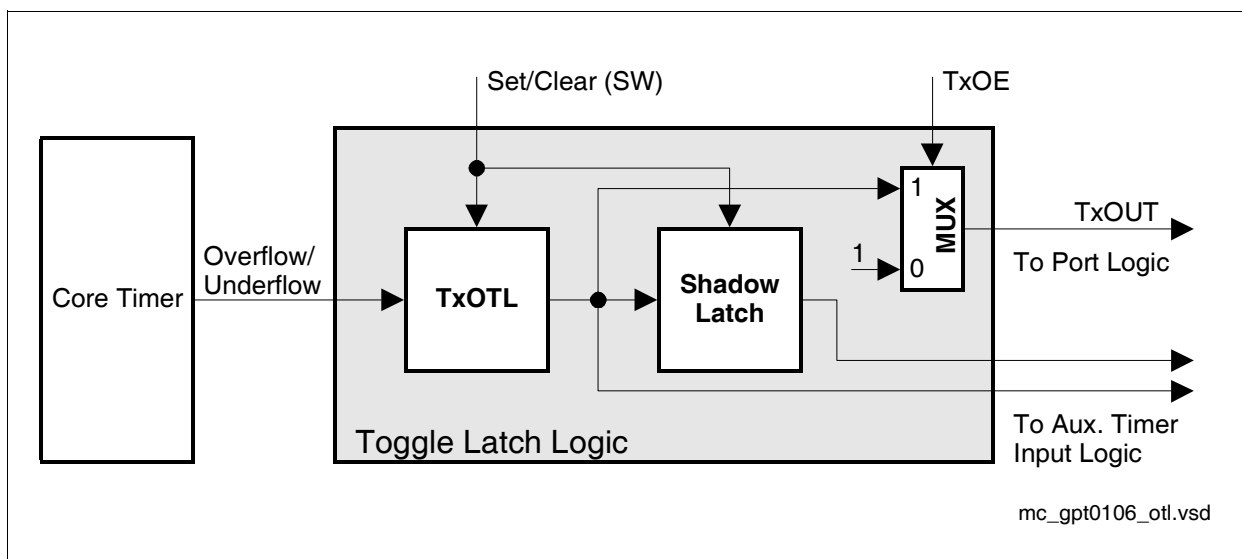 Set/Clear (SW)
TxOE
Core Timer
Overflow/
Underflow
TxOTL
Shadow
Latch
1
1
0
MUX
TxOUT
To Port Logic
To Aux. Timer
Input Logic
Toggle Latch Logic
mc_gpt0106_otl.vsd